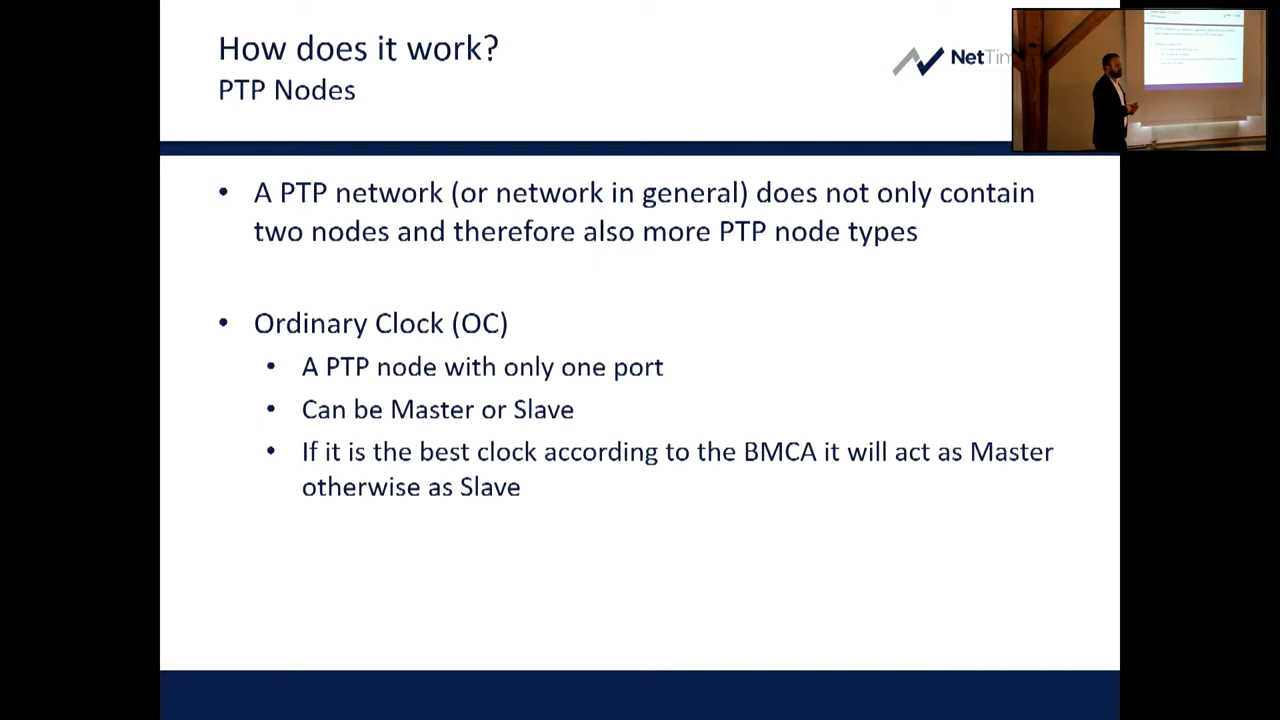 How does it work?
PTP Nodes
NetTim
• A PTP network (or network in general) does not only contain
two nodes and therefore also more PTP node types
• Ordinary Clock (OC)
• A PTP node with only one port
• Can be Master or Slave
• If it is the best clock according to the BMCA it will act as Master
otherwise as Slave